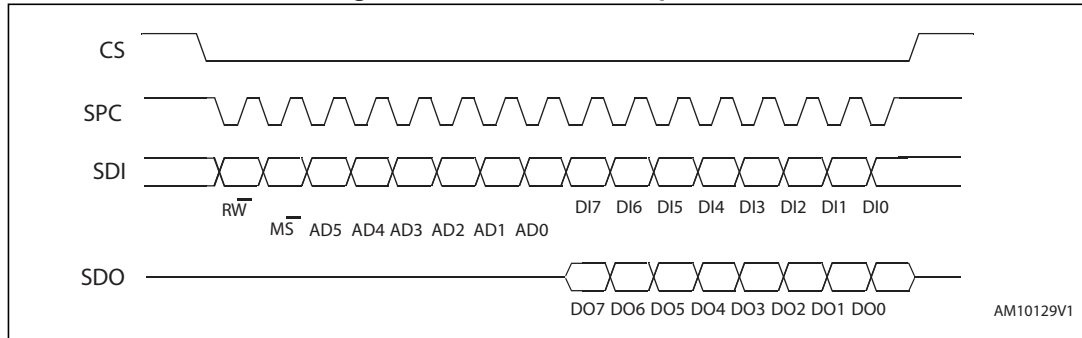 CS
SPC
SDI
RW DI7 DI6 DI5 DI4 DI3 DI2 DI1 DI0
MS AD5 AD4 AD3 AD2 AD1 AD0
SDO
DO7 DO6 DO5 DO4 DO3 DO2 DO1 DO0
AM10129V1